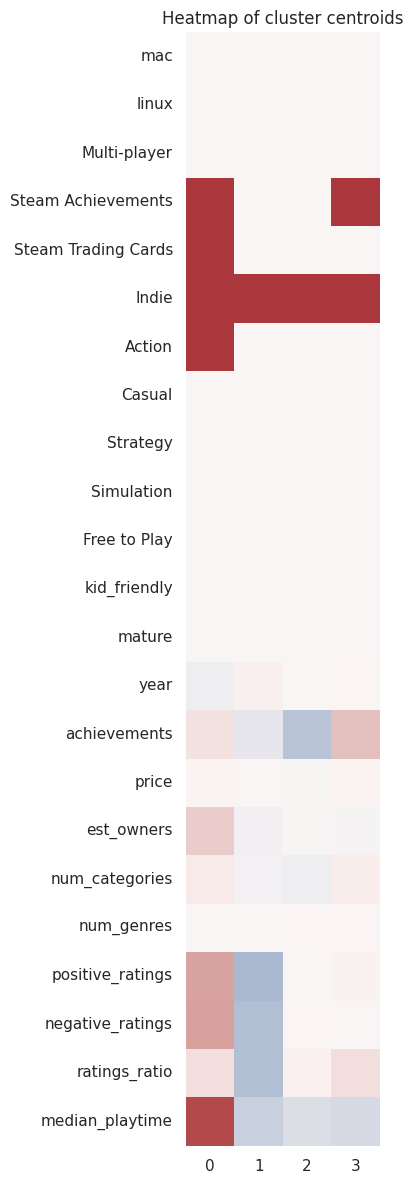 Heatmap of cluster centroids
mac
linux
Multi-player
Steam Achievements
Steam Trading Cards
Indie
Action
Casual
Strategy
Simulation
Free to Play
kid_friendly
mature
year
achievements
price
est_owners
num_categories
num_genres
positive_ratings
negative_ratings
ratings_ratio
median_playtime
0 1 2 3